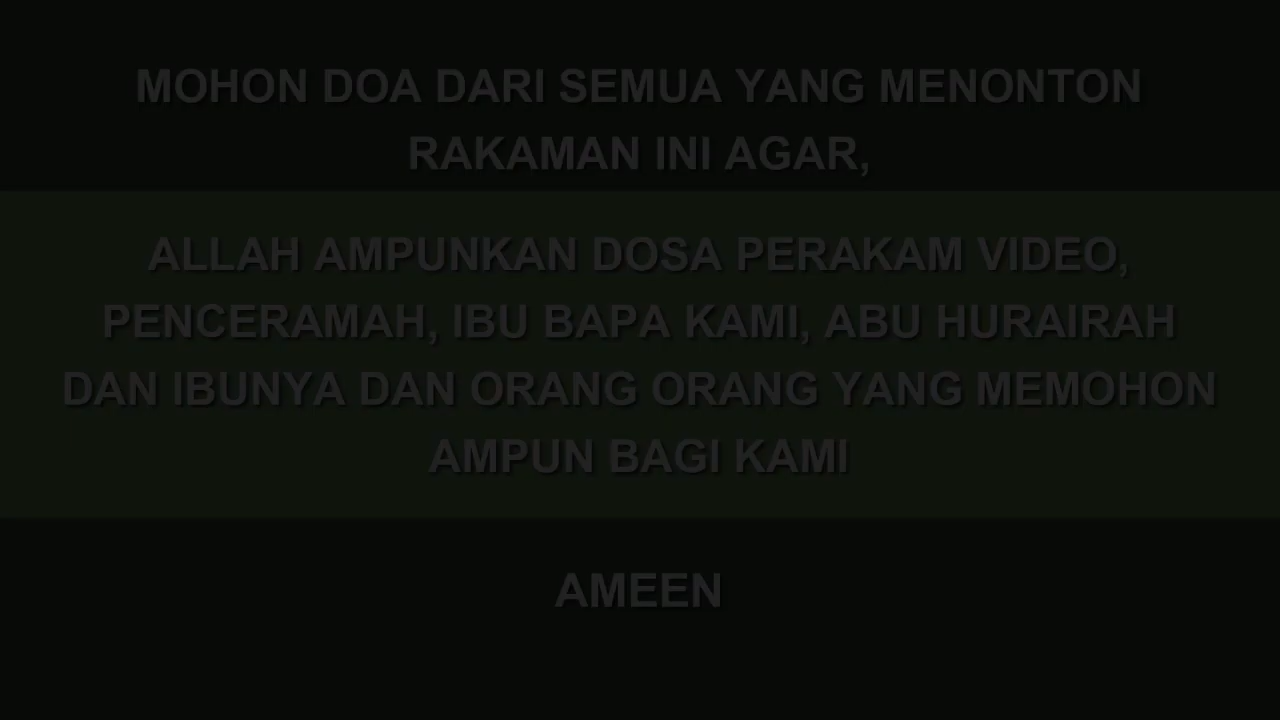 MOHON DOA DARI SEMUA YANG MENONTON
RAKAMAN INI AGAR,
ALLAH AMPUNKAN DOSA PERAKAM VIDEO,
PENCERAMAH, IBU BAPA KAMI, ABU HURAIRAH
DAN IBUNYA DAN ORANG ORANG YANG MEMOHON
AMPUN BAGI KAMI
AMEEN